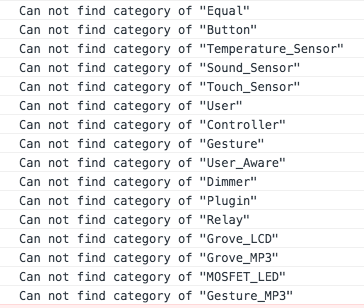 Can not find category of "Equal"
Can not find category of "Button"
Can not find category of "Temperature_Sensor"
Can not find category of "Sound_Sensor"
Can not find category of "Touch_Sensor"
Can not find category of "User"
Can not find category of "Controller"
Can not find category of "Gesture"
Can not find category of "User_Aware"
Can not find category of "Dimmer"
Can not find category of "Plugin"
Can not find category of "Relay"
Can not find category of "Grove_LCD"
Can not find category of "Grove_MP3"
Can not find category of "MOSFET_LED"
Can not find category of "Gesture_MP3"